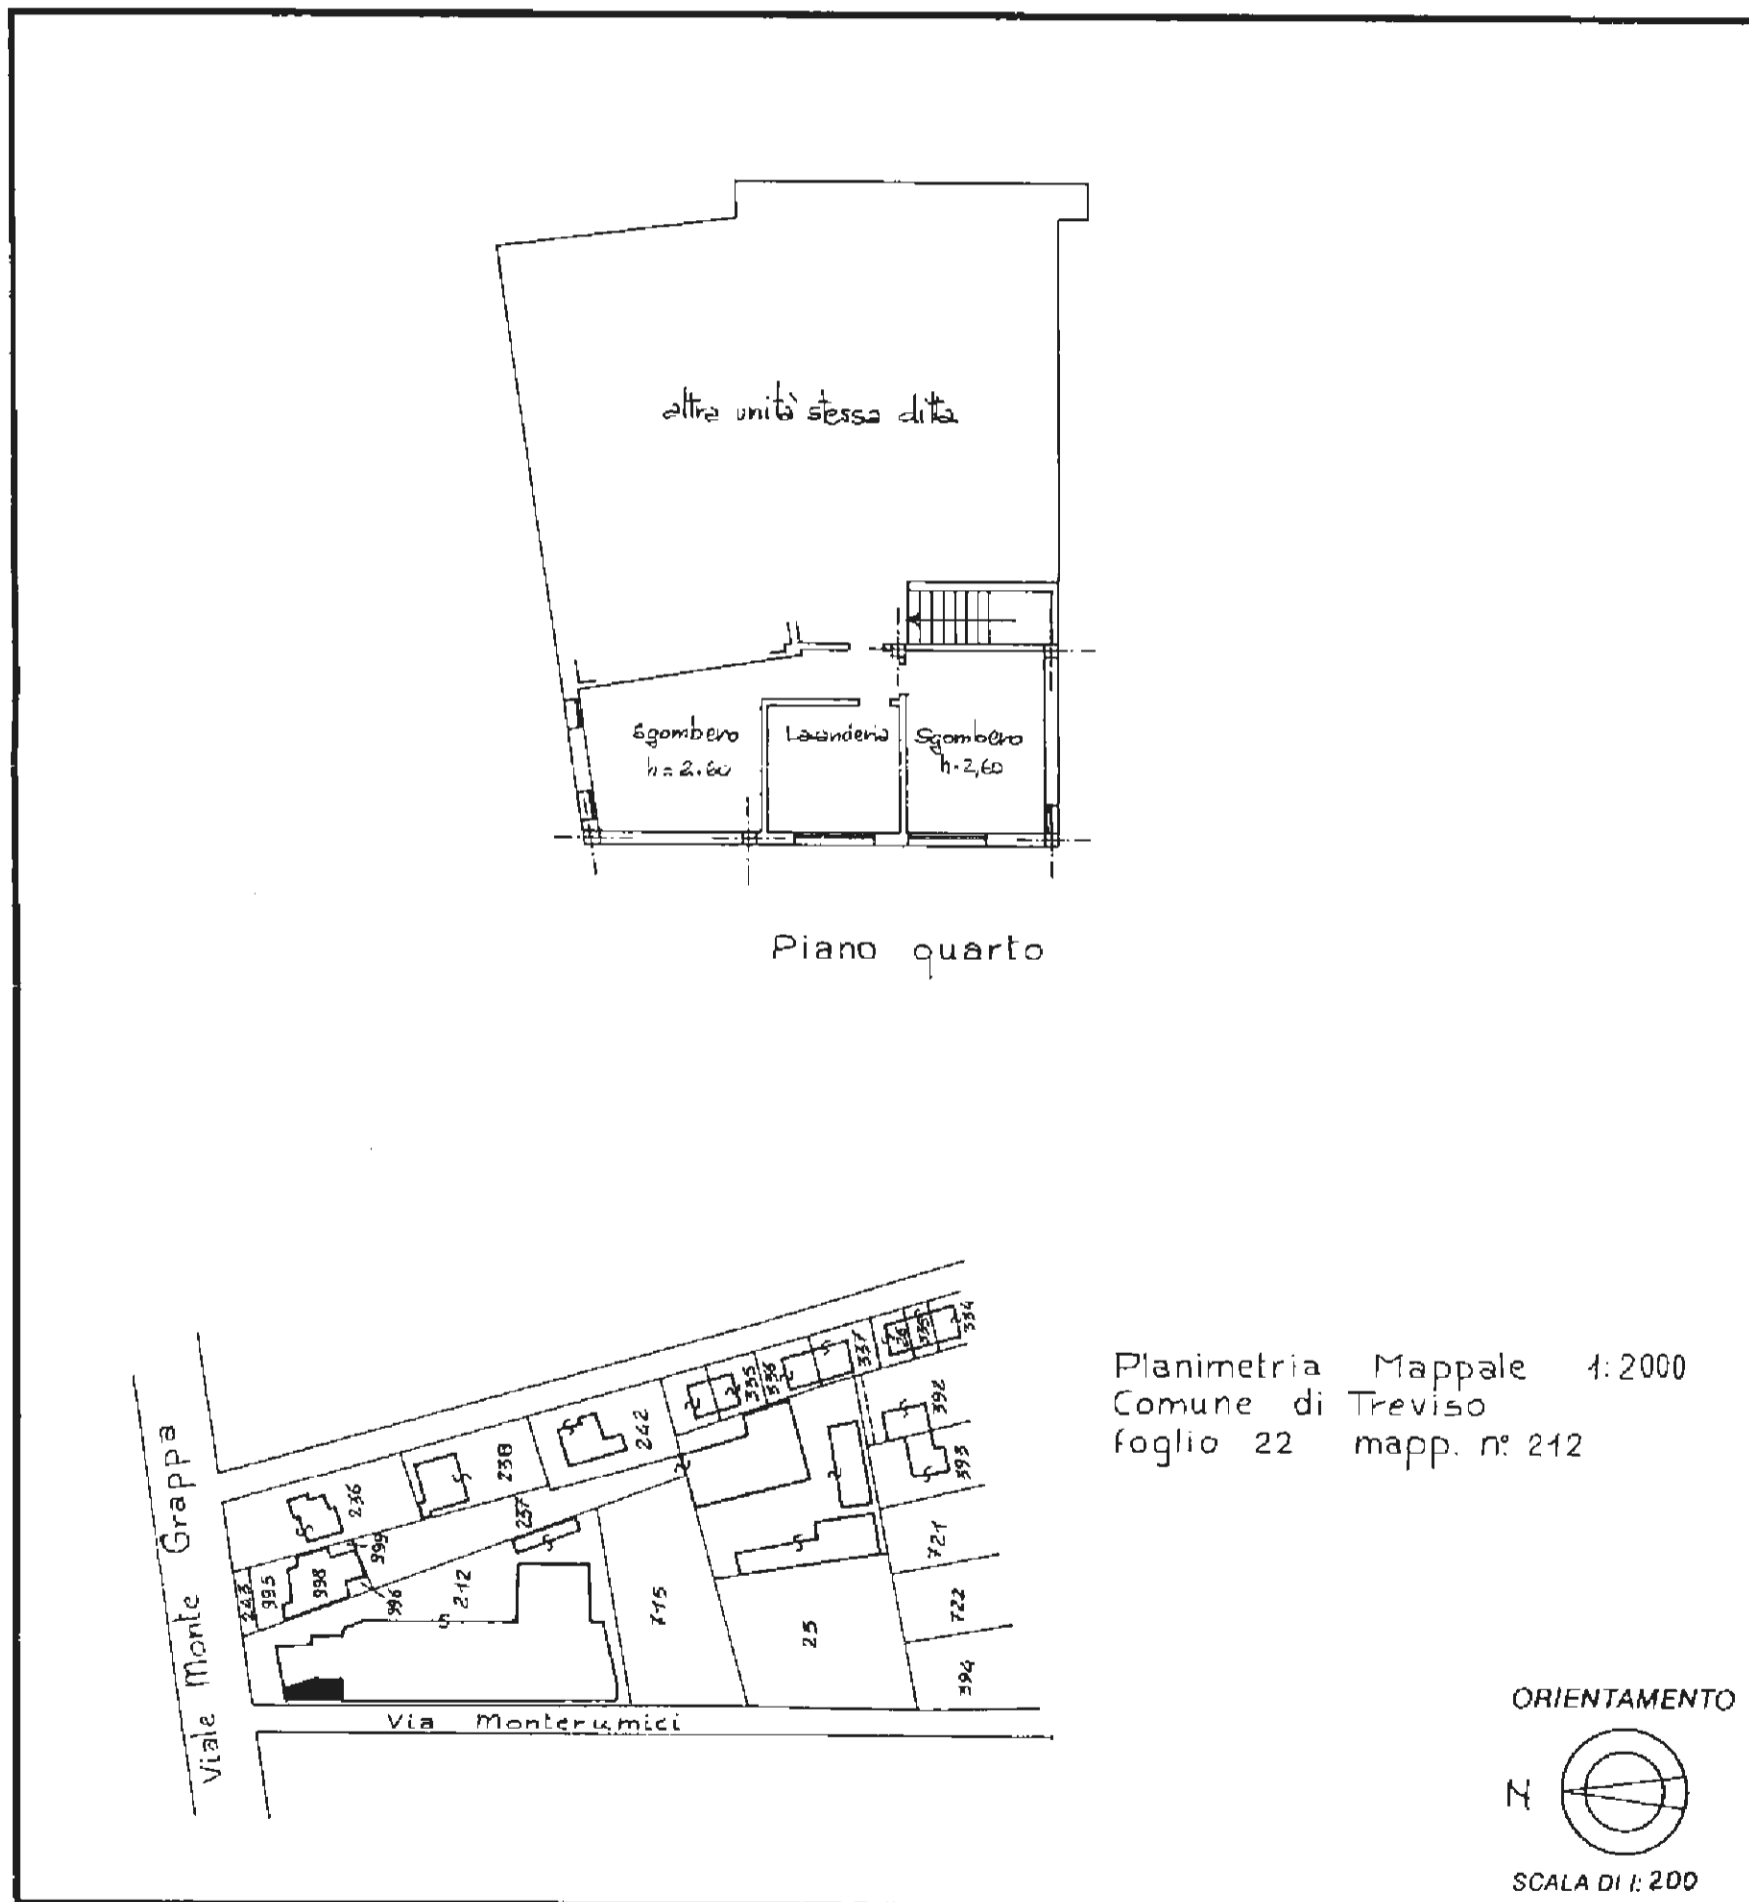 altra unità stessa ditta
Sgombero
h=2.60
Lavanderia
Sgombero
h=2,60
Piano quarto
Viale Monte Grappa
Via Monterumici
243
995
998
999
996
236
238
237
242
212
715
335
336
337
26
334
392
393
721
722
394
25
Planimetria Mappale 1:2000
Comune di Treviso
foglio 22 mapp. n° 212
ORIENTAMENTO
N
SCALA DI 1:200